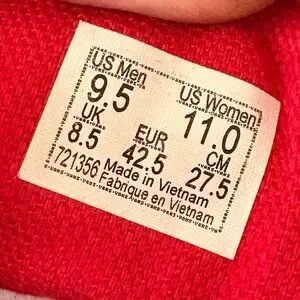 US Men US Women
9.5 11.0
UK EUR CM
8.5 42.5 27.5
721356 Made in Vietnam
Fabrique en Vietnam